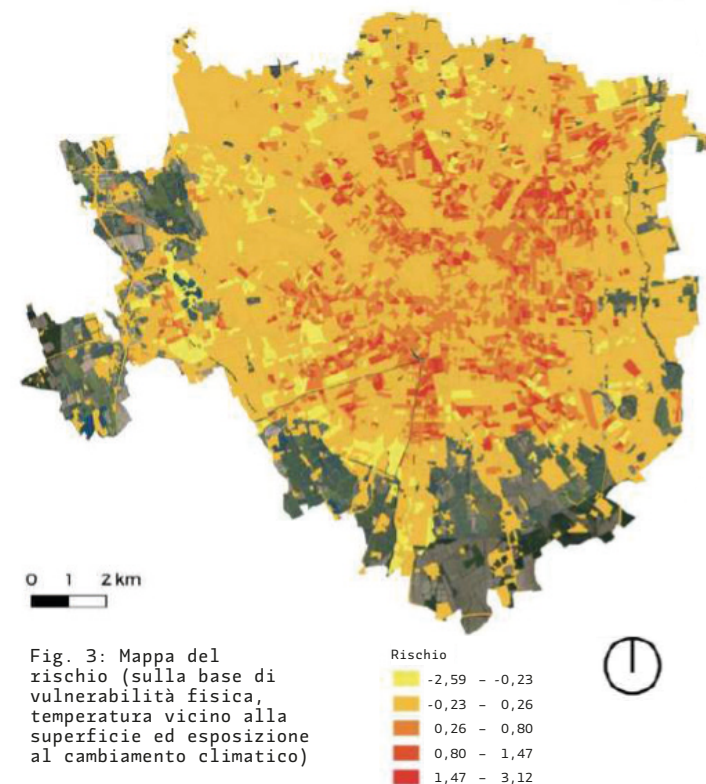 0 1 2 km
Fig. 3: Mappa del
rischio (sulla base di
vulnerabilità fisica,
temperatura vicino alla
superficie ed esposizione
al cambiamento climatico)
Rischio
-2,59 - -0,23
-0,23 - 0,26
0,26 - 0,80
0,80 - 1,47
1,47 - 3,12